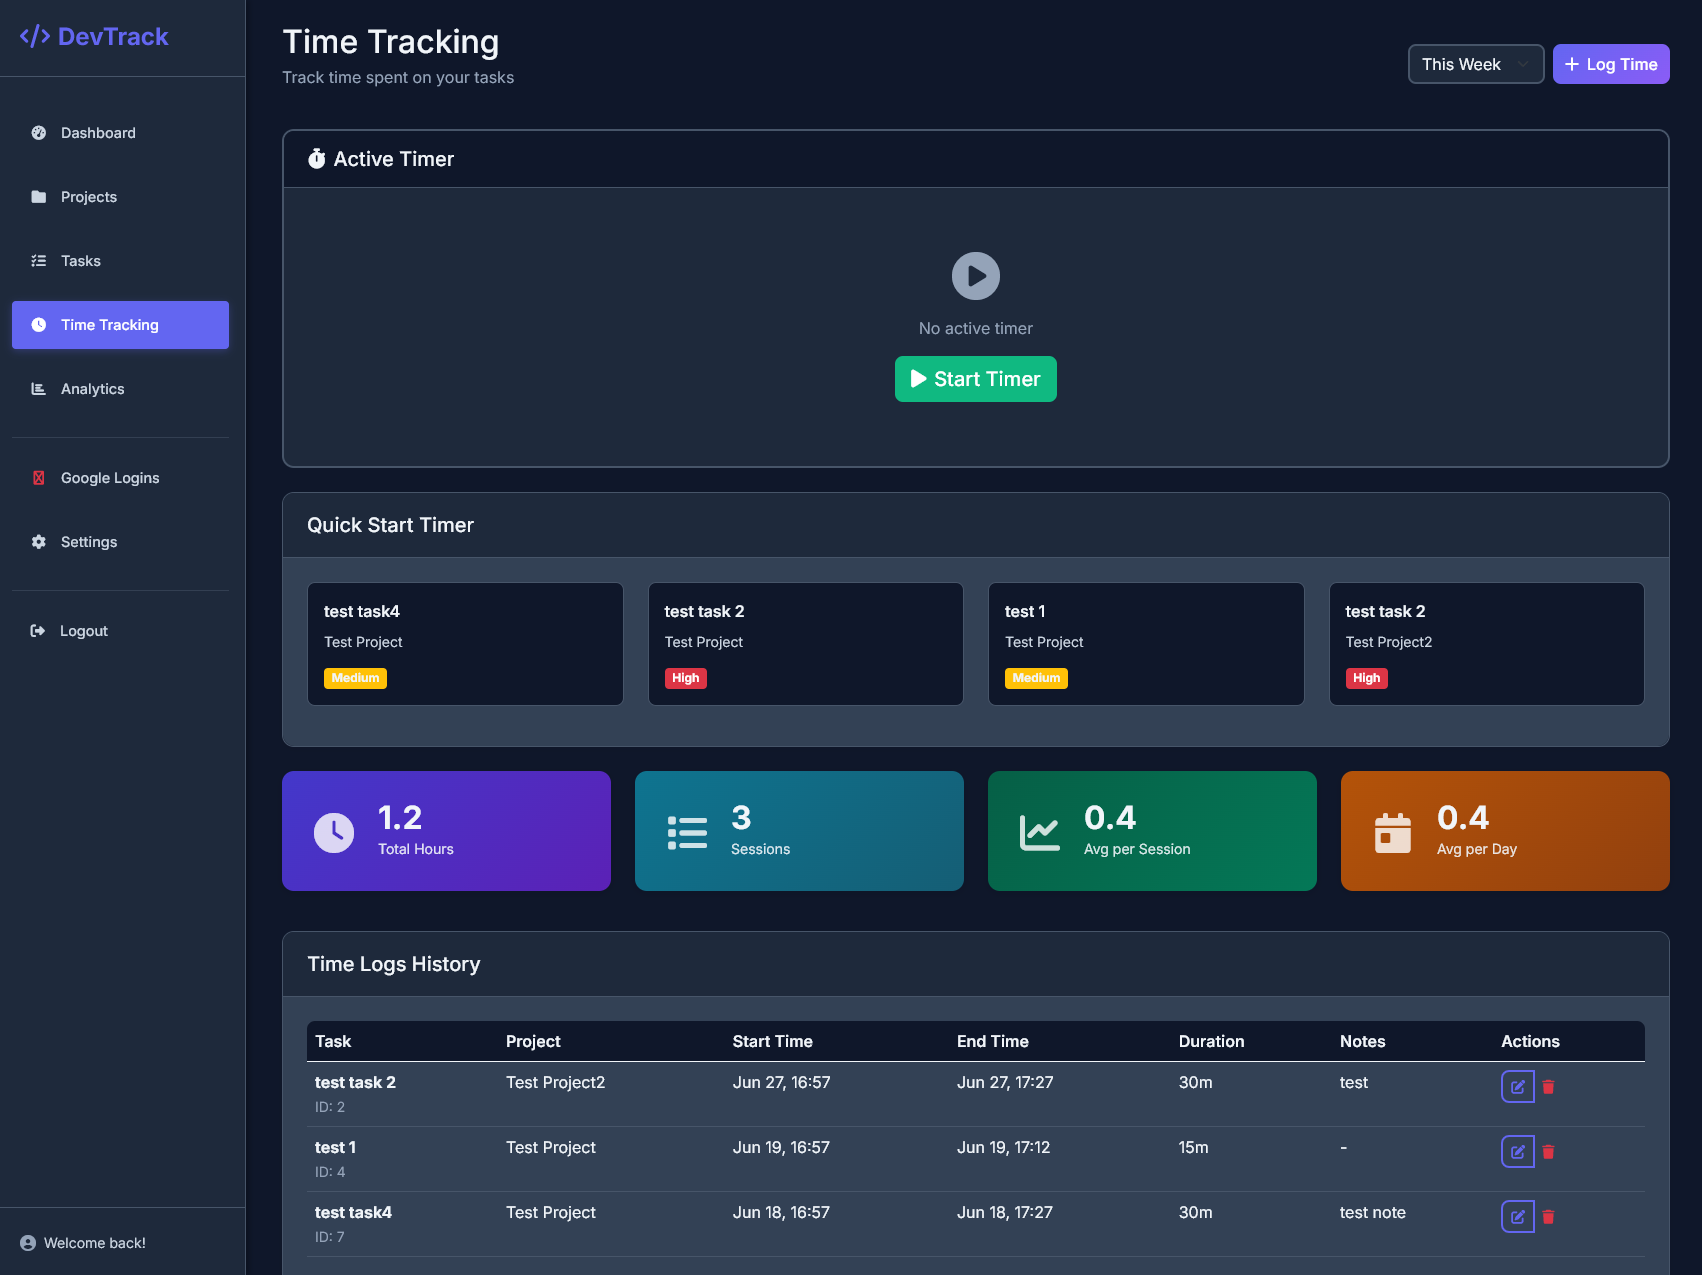 </> DevTrack
Dashboard
Projects
Tasks
Time Tracking
Analytics
Google Logins
Settings
Logout
Welcome back!
Time Tracking
Track time spent on your tasks
This Week
+ Log Time
Active Timer
No active timer
Start Timer
Quick Start Timer
test task4
Test Project
Medium
test task 2
Test Project
High
test 1
Test Project
Medium
test task 2
Test Project2
High
1.2
Total Hours
3
Sessions
0.4
Avg per Session
0.4
Avg per Day
Time Logs History
Task Project Start Time End Time Duration Notes Actions
test task 2 Test Project2 Jun 27, 16:57 Jun 27, 17:27 30m test
ID: 2
test 1 Test Project Jun 19, 16:57 Jun 19, 17:12 15m -
ID: 4
test task4 Test Project Jun 18, 16:57 Jun 18, 17:27 30m test note
ID: 7